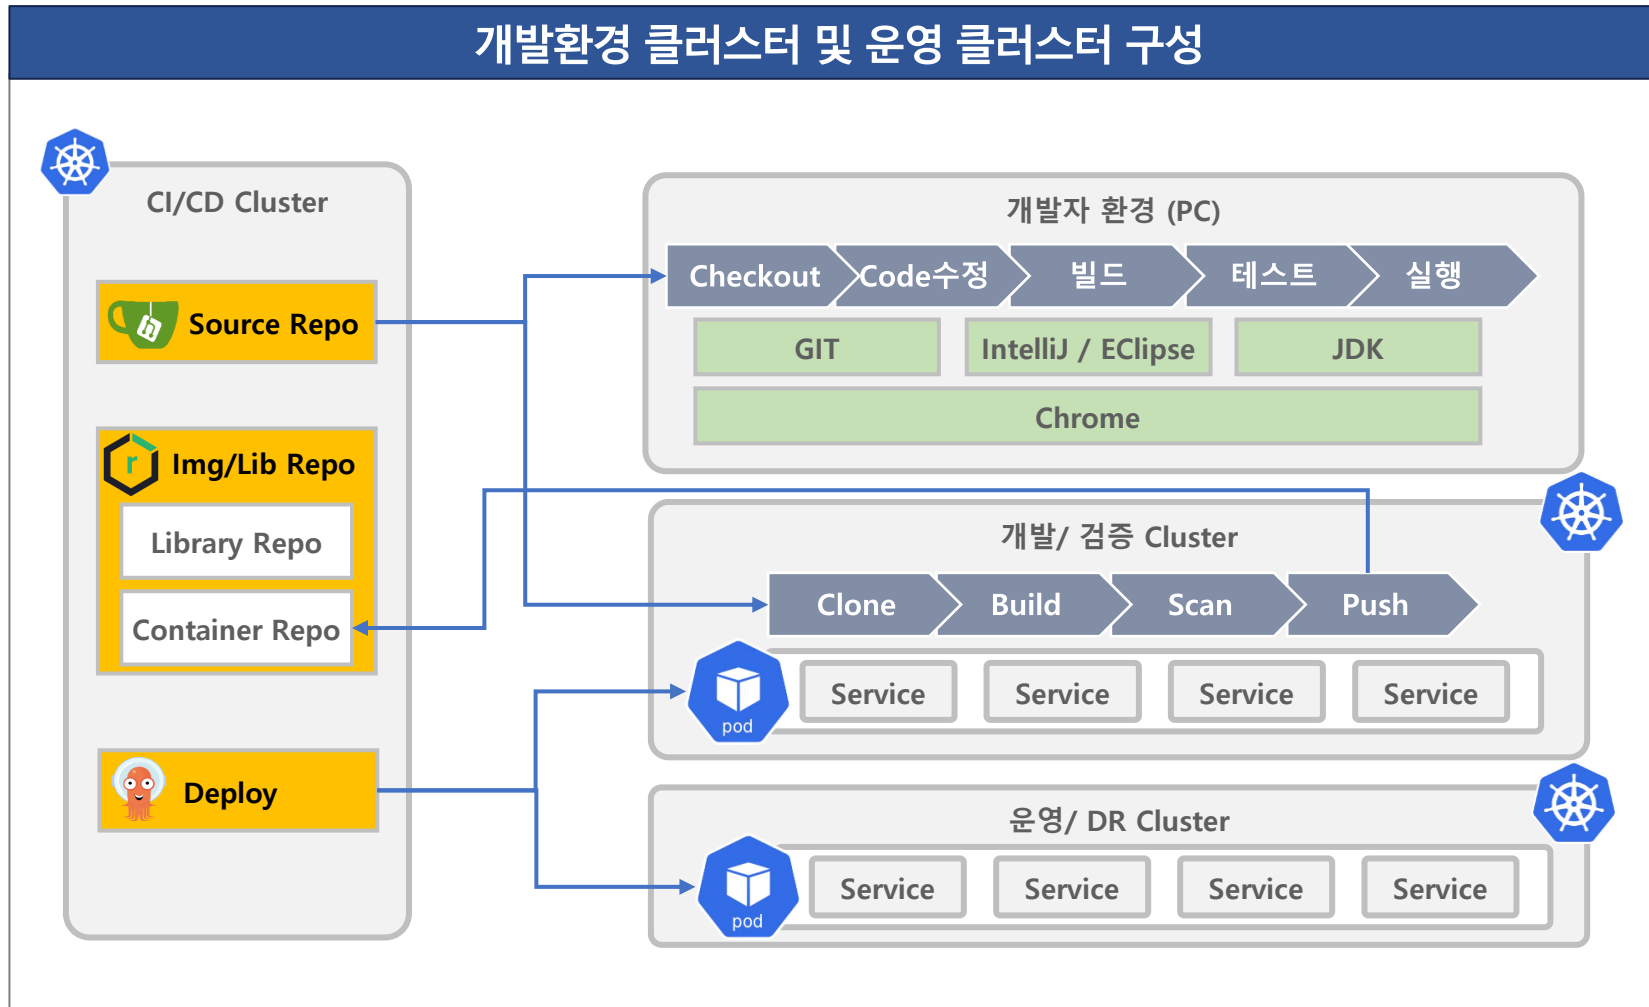 개발환경 클러스터 및 운영 클러스터 구성
CI/CD Cluster
Source Repo
r
Img/Lib Repo
Library Repo
Container Repo
Deploy
개발자 환경 (PC)
Checkout
Code수정
빌드
테스트
실행
GIT
IntelliJ / EClipse
JDK
Chrome
개발/ 검증 Cluster
Clone
Build
Scan
Push
pod
Service
Service
Service
Service
운영/ DR Cluster
pod
Service
Service
Service
Service